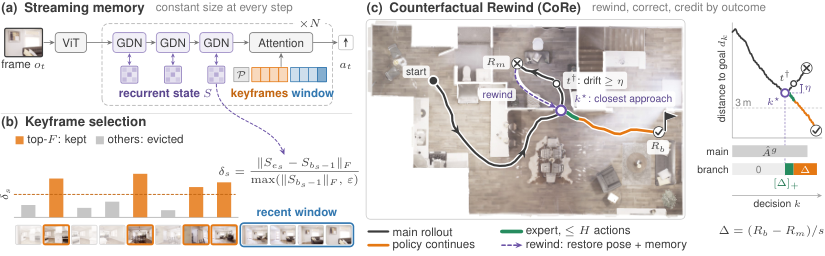 (a) Streaming memory constant size at every step
×N
ViT
GDN
GDN
GDN
Attention
↑
frame o_t
P
a_t
recurrent state S
keyframes window
(b) Keyframe selection
top-F: kept
others: evicted
δ_s
δ_s = ‖S_{e_s} − S_{b_s−1}‖_F / max(‖S_{b_s−1}‖_F, ε)
recent window
(c) Counterfactual Rewind (CoRe) rewind, correct, credit by outcome
start
R_m
t†: drift ≥ η
rewind
k⋆: closest approach
R_b
main rollout
policy continues
expert, ≤ H actions
rewind: restore pose + memory
distance to goal d_k
t†
η
k⋆
3 m
main
Â^g
branch
0
Δ
[Δ]_+
decision k
Δ = (R_b − R_m)/s